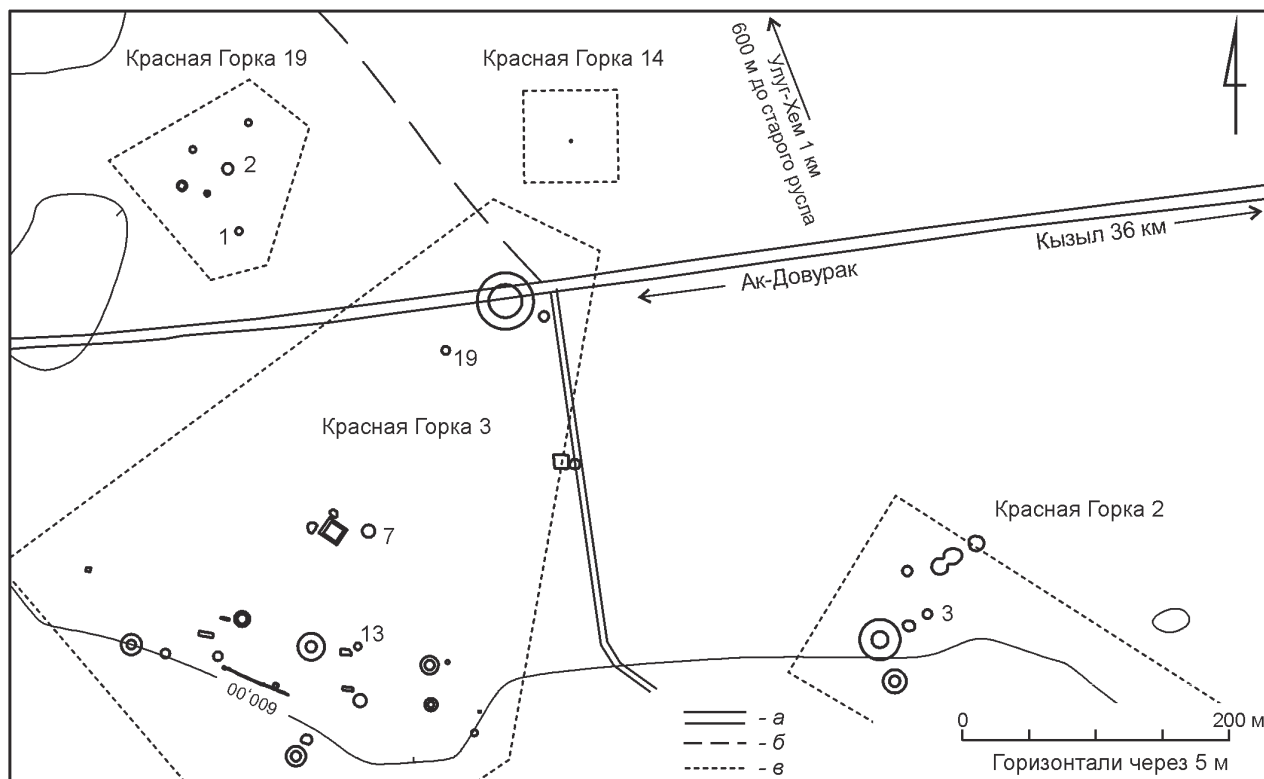 Красная Горка 19
Красная Горка 14
Улуг-Хем 1 км
600 м до старого русла
2
1
Кызыл 36 км
Ак-Довурак
19
Красная Горка 3
7
Красная Горка 2
3
13
600,00
- а
- б
- в
0
200 м
Горизонтали через 5 м